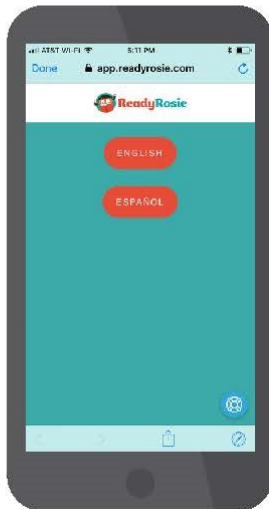 AT&T Wi-Fi 5:11 PM
Done app.readyrosie.com
ReadyRosie
ENGLISH
ESPAÑOL